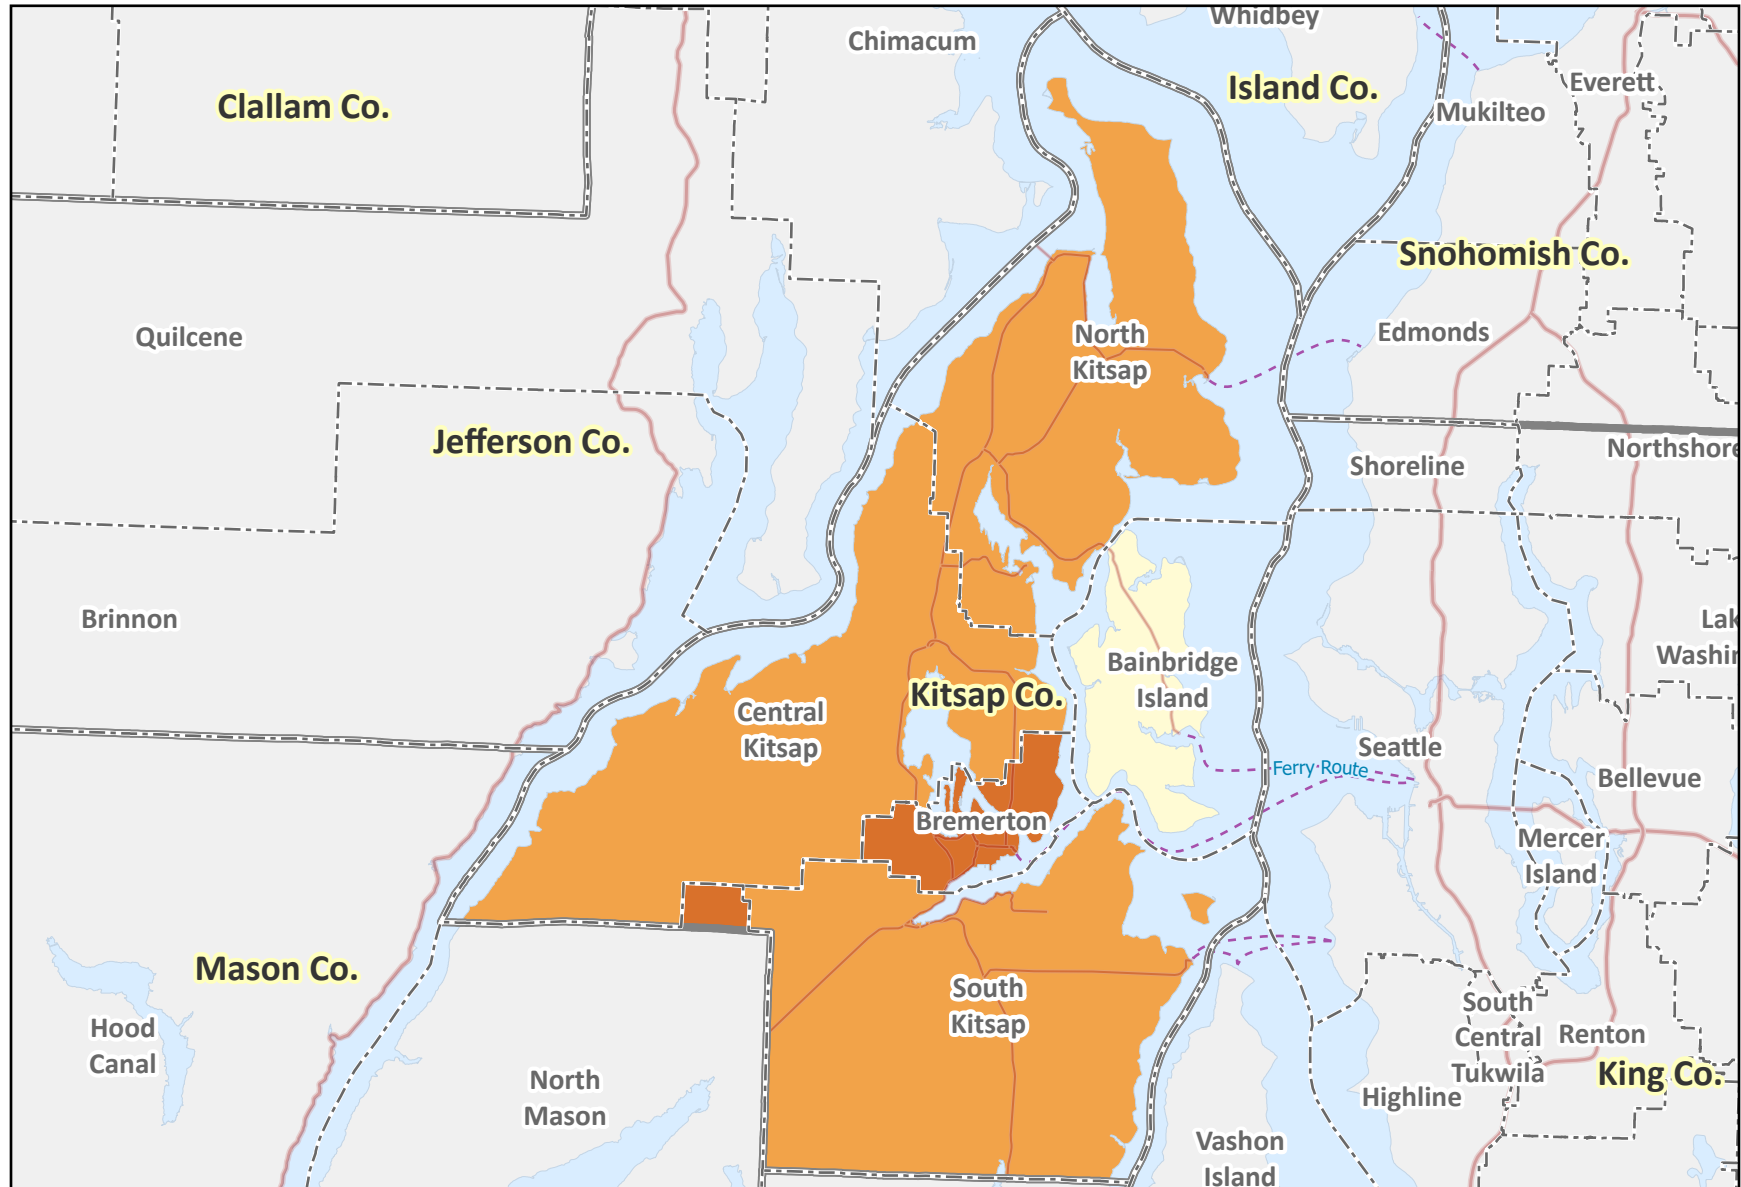 Whidbey
Chimacum
Island Co.
Everett
Clallam Co.
Mukilteo
Snohomish Co.
Quilcene
North
Kitsap
Edmonds
Jefferson Co.
Northshore
Shoreline
Brinnon
Lak
Washin
Bainbridge
Island
Kitsap Co.
Central
Kitsap
Seattle
Ferry Route
Bellevue
Bremerton
Mercer
Island
Mason Co.
South
Kitsap
Hood
Canal
South
Central
Tukwila
Renton
King Co.
North
Mason
Highline
Vashon
Island